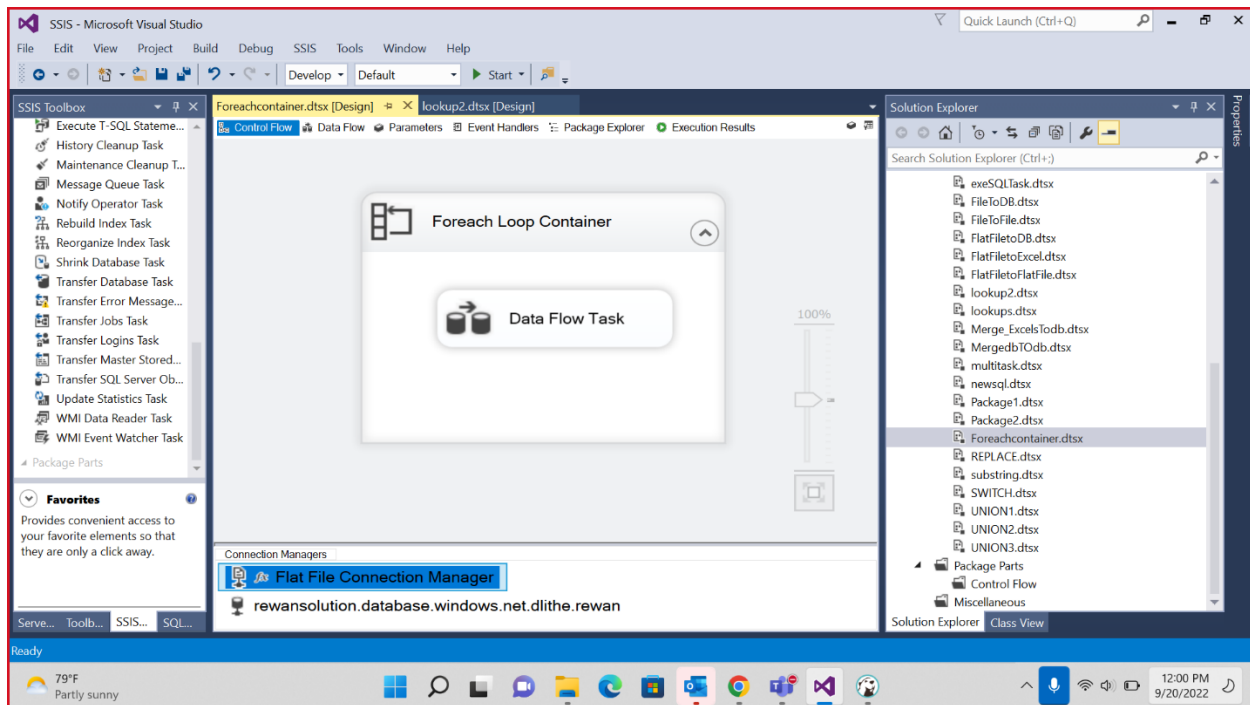 SSIS - Microsoft Visual Studio
Quick Launch (Ctrl+Q)
File Edit View Project Build Debug SSIS Tools Window Help
Develop Default Start
SSIS Toolbox
Execute T-SQL Stateme...
History Cleanup Task
Maintenance Cleanup T...
Message Queue Task
Notify Operator Task
Rebuild Index Task
Reorganize Index Task
Shrink Database Task
Transfer Database Task
Transfer Error Message...
Transfer Jobs Task
Transfer Logins Task
Transfer Master Stored...
Transfer SQL Server Ob...
Update Statistics Task
WMI Data Reader Task
WMI Event Watcher Task
Package Parts
Favorites
Provides convenient access to
your favorite elements so that
they are only a click away.
Serve... Toolb... SSIS... SQL...
Foreachcontainer.dtsx [Design] lookup2.dtsx [Design]
Control Flow Data Flow Parameters Event Handlers Package Explorer Execution Results
Foreach Loop Container
Data Flow Task
100%
Connection Managers
fx Flat File Connection Manager
rewansolution.database.windows.net.dlithe.rewan
Solution Explorer
Search Solution Explorer (Ctrl+;)
exeSQLTask.dtsx
FileToDB.dtsx
FileToFile.dtsx
FlatFiletoDB.dtsx
FlatFiletoExcel.dtsx
FlatFiletoFlatFile.dtsx
lookup2.dtsx
lookups.dtsx
Merge_ExcelsTodb.dtsx
MergedbTOdb.dtsx
multitask.dtsx
newsql.dtsx
Package1.dtsx
Package2.dtsx
Foreachcontainer.dtsx
REPLACE.dtsx
substring.dtsx
SWITCH.dtsx
UNION1.dtsx
UNION2.dtsx
UNION3.dtsx
Package Parts
Control Flow
Miscellaneous
Solution Explorer Class View
Properties
Ready
79°F
Partly sunny
12:00 PM
9/20/2022